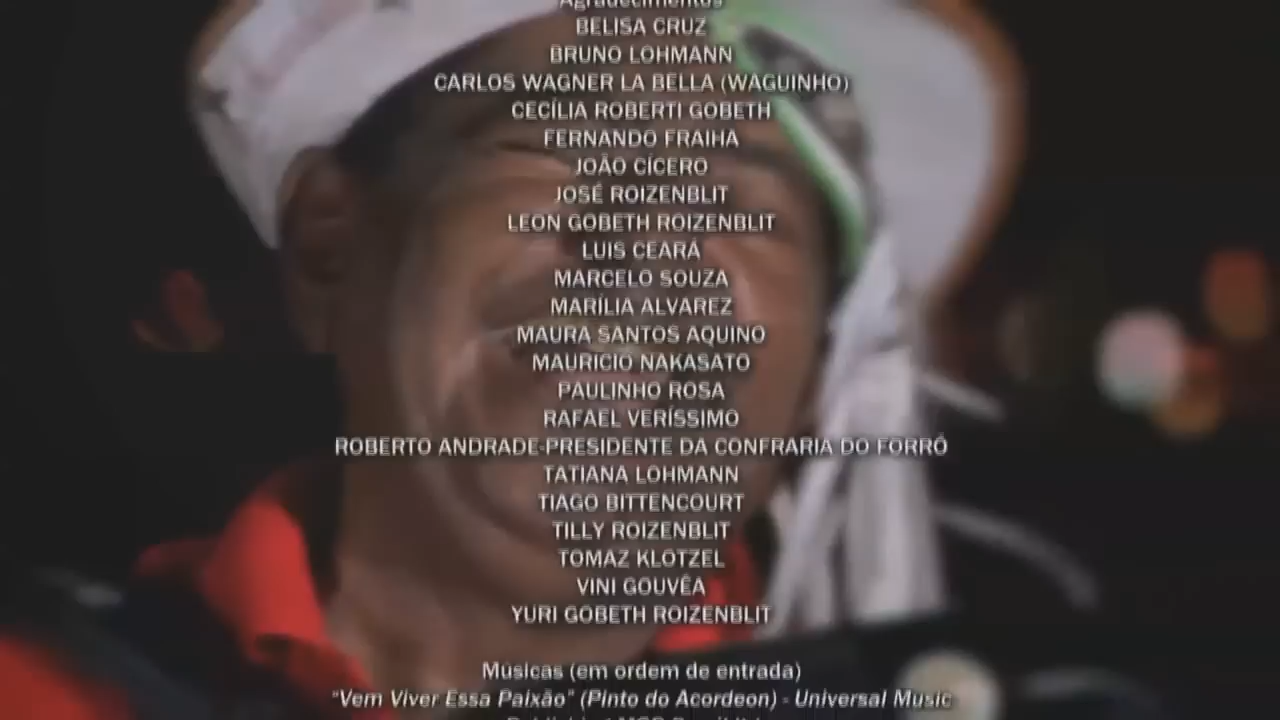 Agradecimentos
BELISA CRUZ
BRUNO LOHMANN
CARLOS WAGNER LA BELLA (WAGUINHO)
CECÍLIA ROBERTI GOBETH
FERNANDO FRAIHA
JOÃO CÍCERO
JOSÉ ROIZENBLIT
LEON GOBETH ROIZENBLIT
LUIS CEARÁ
MARCELO SOUZA
MARÍLIA ALVAREZ
MAURA SANTOS AQUINO
MAURICIO NAKASATO
PAULINHO ROSA
RAFAEL VERÍSSIMO
ROBERTO ANDRADE-PRESIDENTE DA CONFRARIA DO FORRÓ
TATIANA LOHMANN
TIAGO BITTENCOURT
TILLY ROIZENBLIT
TOMAZ KLOTZEL
VINI GOUVÊA
YURI GOBETH ROIZENBLIT
Músicas (em ordem de entrada)
"Vem Viver Essa Paixão" (Pinto do Acordeon) - Universal Music